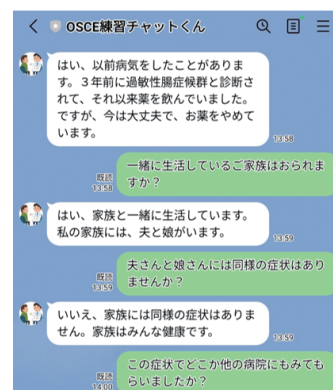 OSCE練習チャットくん
はい、以前病気をしたことがありま
す。3年前に過敏性腸症候群と診断さ
れて、それ以来薬を飲んでいました。
ですが、今は大丈夫で、お薬をやめて
います。
13:58
一緒に生活しているご家族はおられま
すか？
既読
13:58
はい、家族と一緒に生活しています。
私の家族には、夫と娘がいます。
13:59
夫さんと娘さんには同様の症状はあり
ませんか？
既読
13:59
いいえ、家族には同様の症状はありま
せん。家族はみんな健康です。
13:59
この症状でどこか他の病院にもみても
らいましたか？
既読
14:00